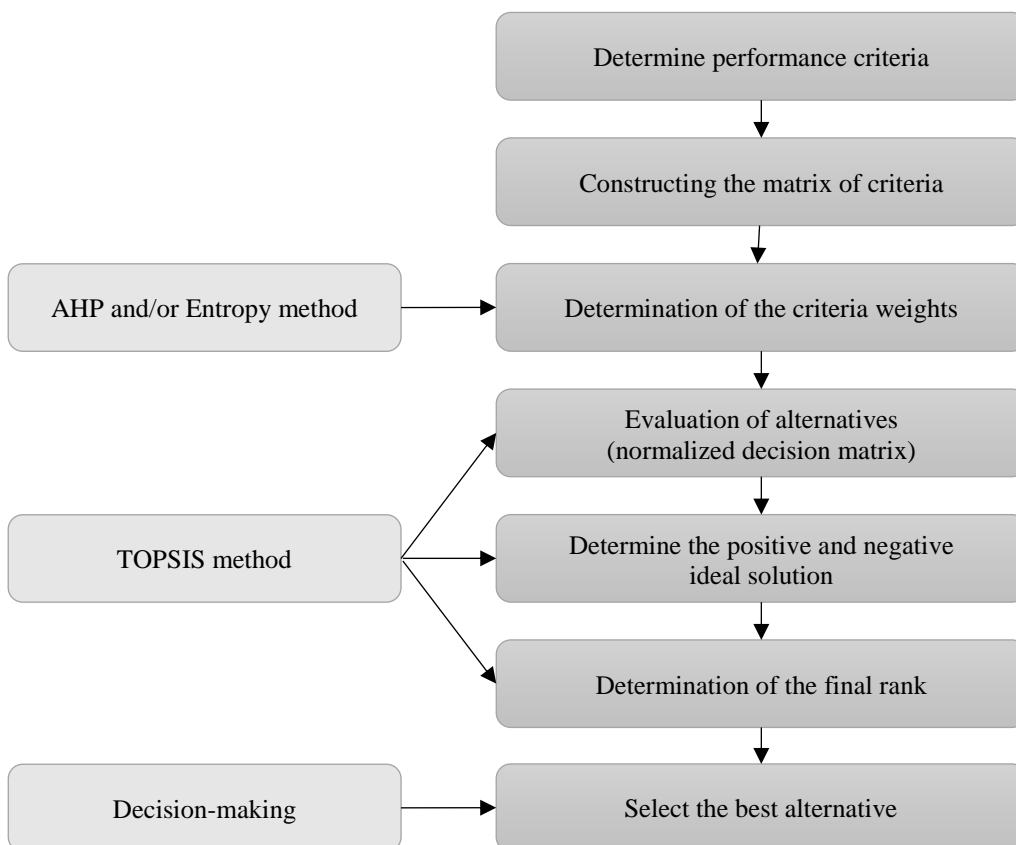 Determine performance criteria
Constructing the matrix of criteria
AHP and/or Entropy method
Determination of the criteria weights
Evaluation of alternatives
(normalized decision matrix)
TOPSIS method
Determine the positive and negative
ideal solution
Determination of the final rank
Decision-making
Select the best alternative